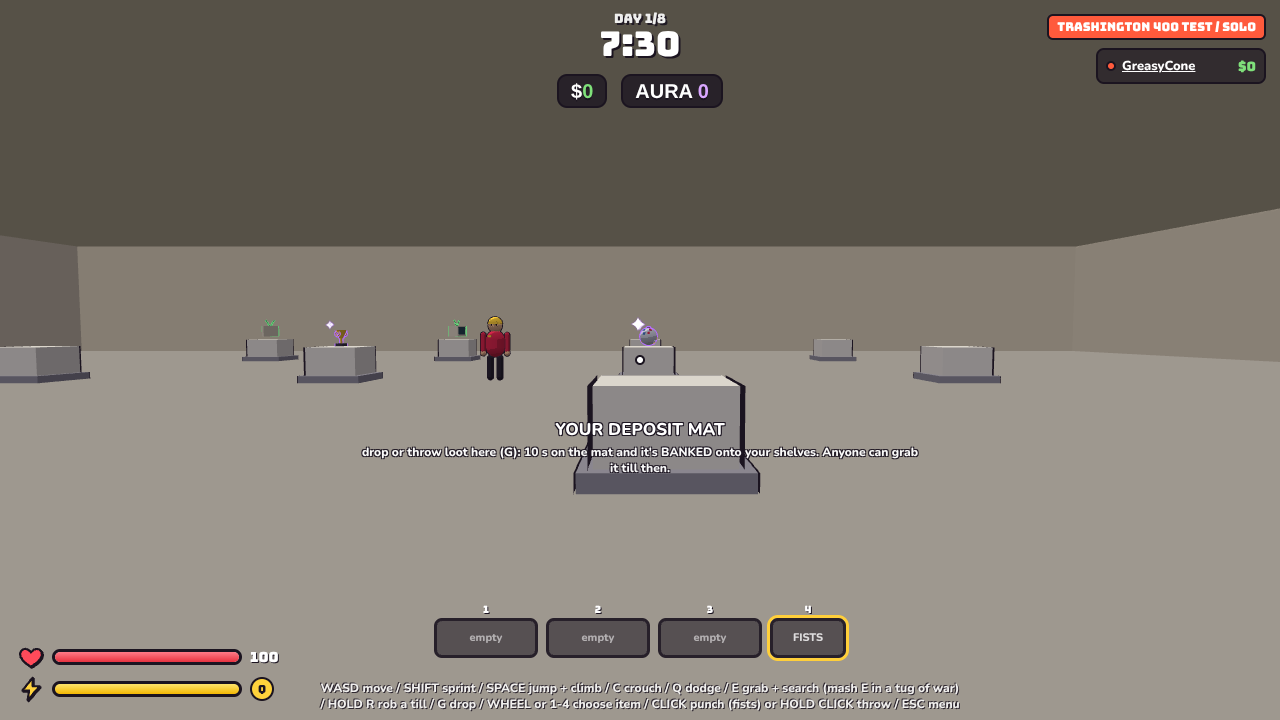 DAY 1/8
7:30
$0
AURA 0
TRASHINGTON 400 TEST / SOLO
GreasyCone $0
YOUR DEPOSIT MAT
drop or throw loot here (G): 10 s on the mat and it's BANKED onto your shelves. Anyone can grab
it till then.
1 2 3 4
empty empty empty FISTS
100
0
WASD move / SHIFT sprint / SPACE jump + climb / C crouch / Q dodge / E grab + search (mash E in a tug of war)
/ HOLD R rob a till / G drop / WHEEL or 1-4 choose item / CLICK punch (fists) or HOLD CLICK throw / ESC menu